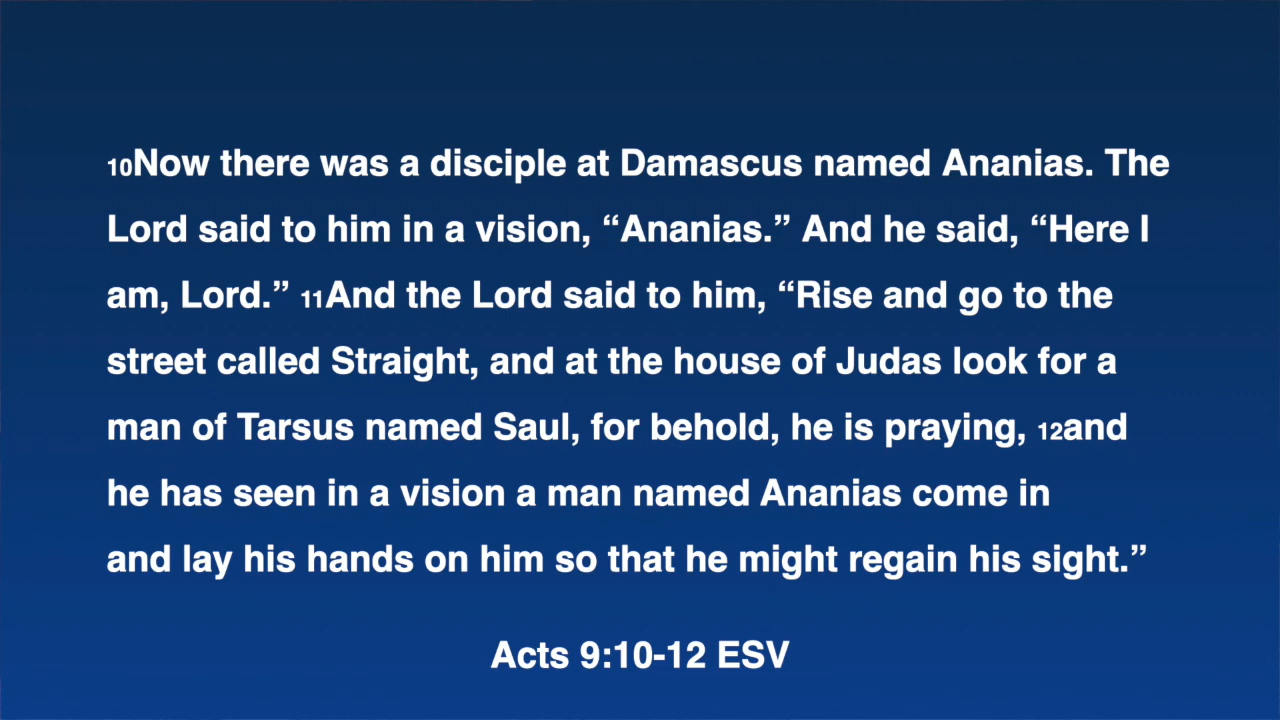 10Now there was a disciple at Damascus named Ananias. The
Lord said to him in a vision, “Ananias.” And he said, “Here I
am, Lord.” 11And the Lord said to him, “Rise and go to the
street called Straight, and at the house of Judas look for a
man of Tarsus named Saul, for behold, he is praying, 12and
he has seen in a vision a man named Ananias come in
and lay his hands on him so that he might regain his sight.”
Acts 9:10-12 ESV